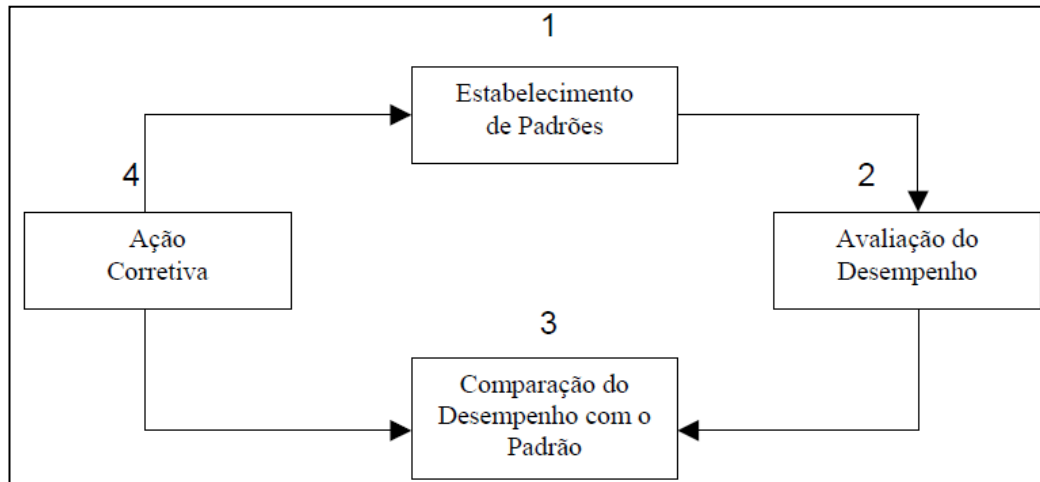 1
Estabelecimento
de Padrões
4
2
Ação
Corretiva
Avaliação do
Desempenho
3
Comparação do
Desempenho com o
Padrão